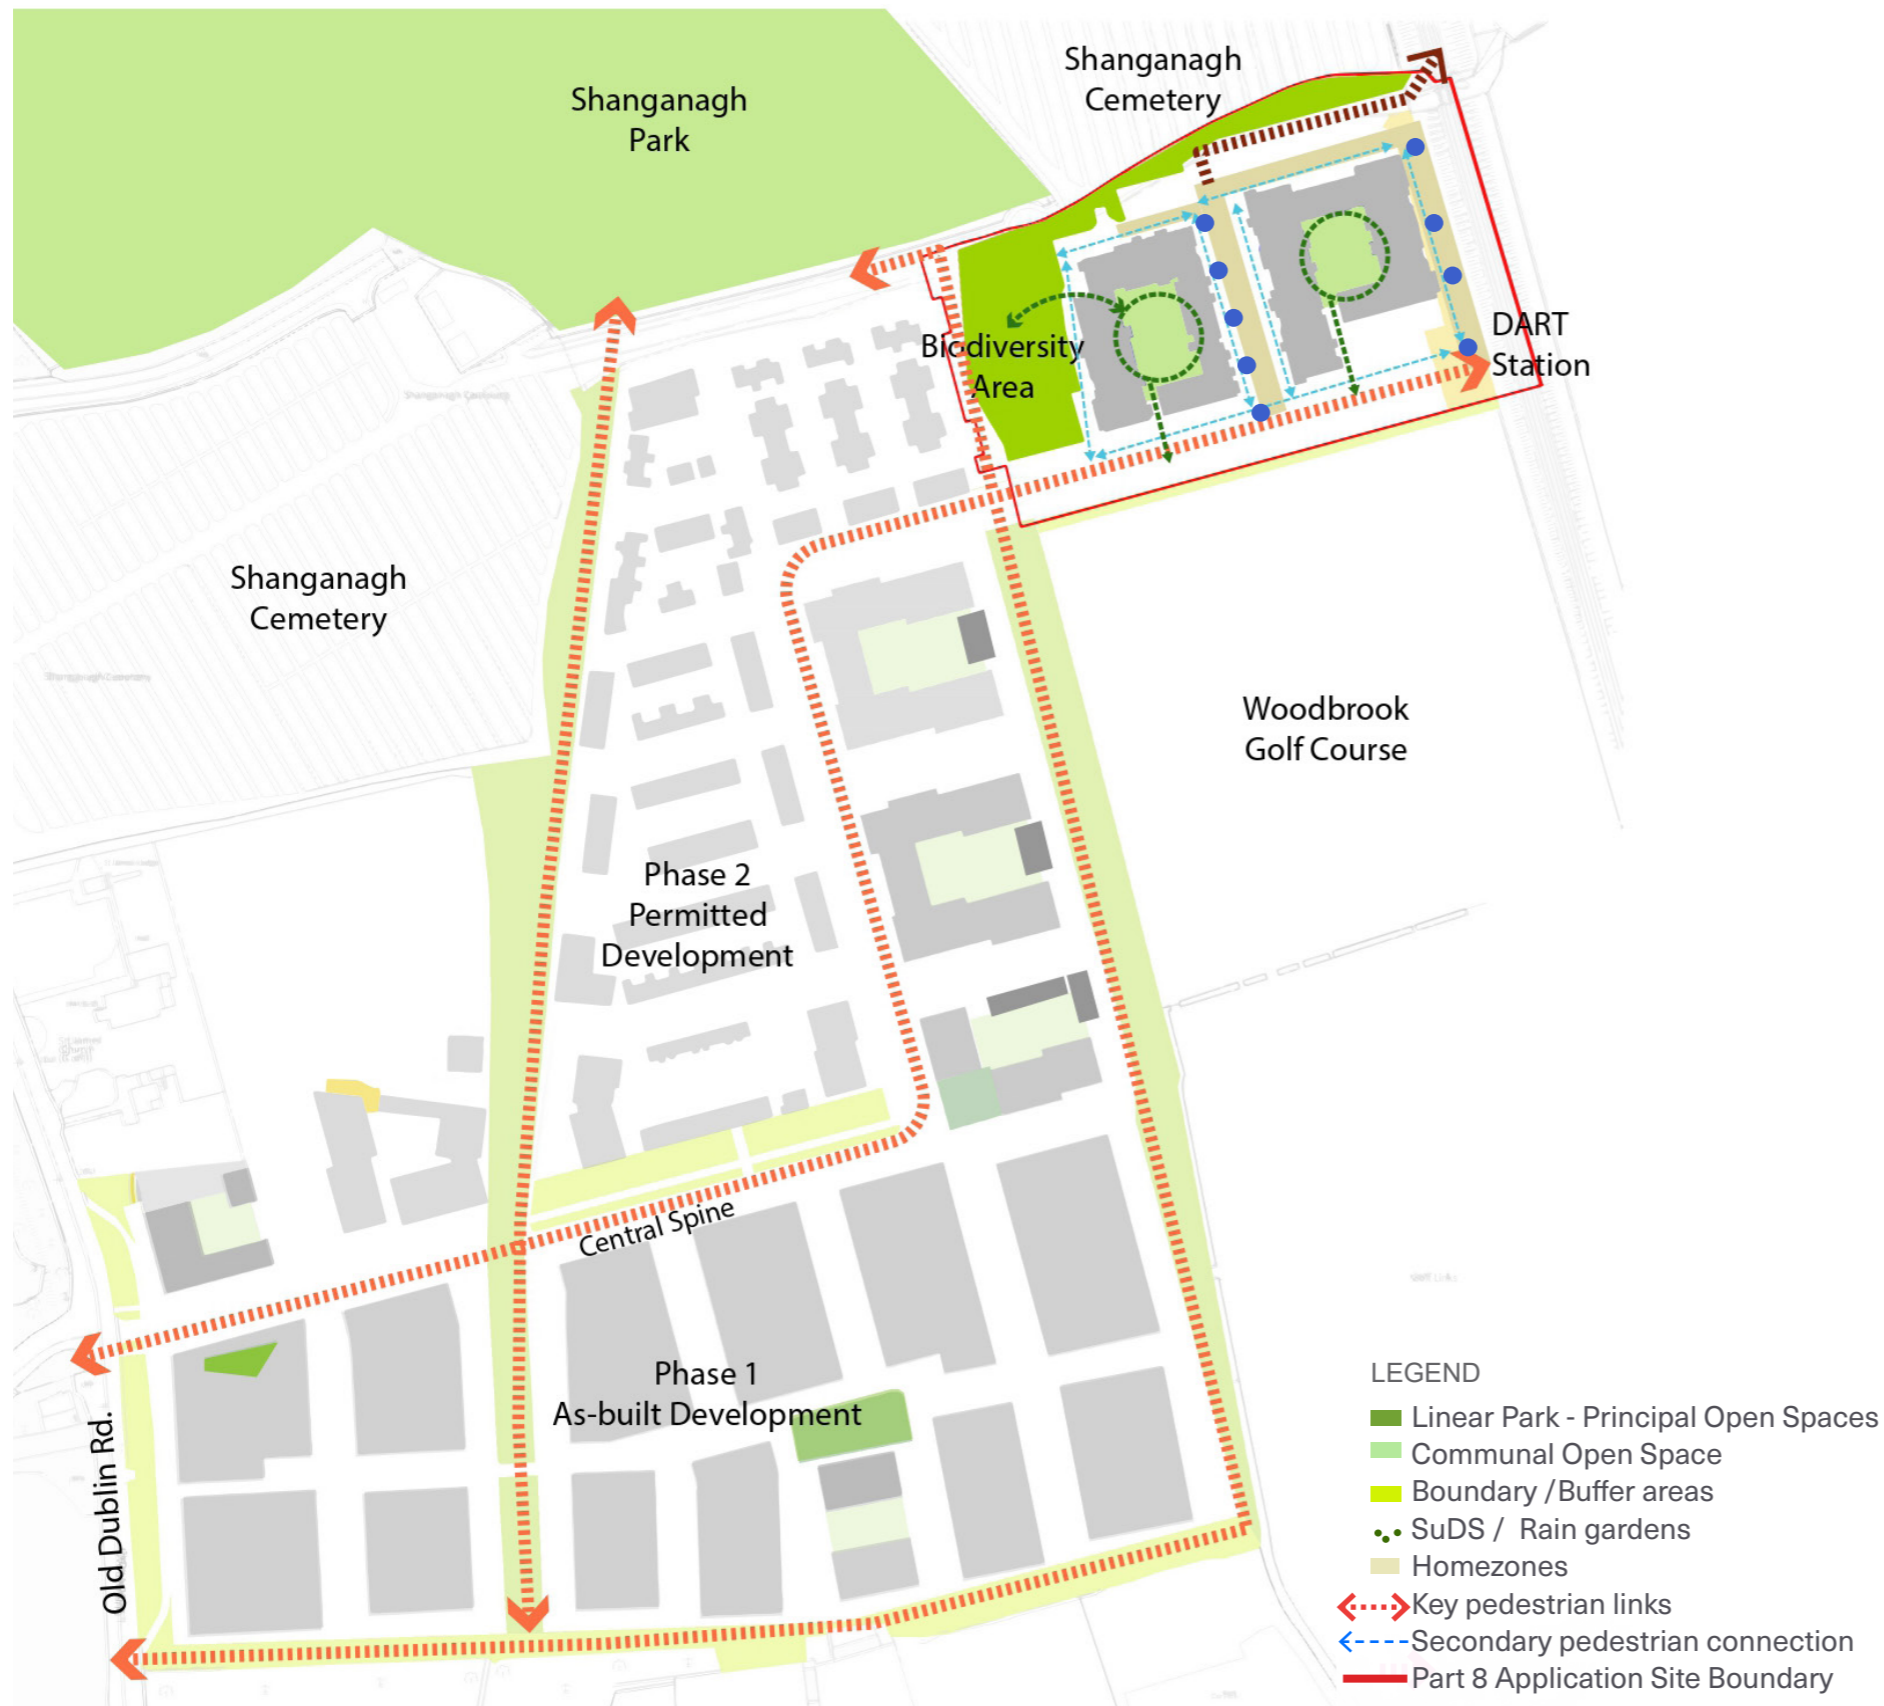 Shanganagh
Park
Shanganagh
Cemetery
Biodiversity
Area
DART
Station
Shanganagh
Cemetery
Woodbrook
Golf Course
Phase 2
Permitted
Development
Central Spine
Phase 1
As-built Development
Old Dublin Rd.
LEGEND
Linear Park - Principal Open Spaces
Communal Open Space
Boundary /Buffer areas
SuDS / Rain gardens
Homezones
Key pedestrian links
Secondary pedestrian connection
Part 8 Application Site Boundary